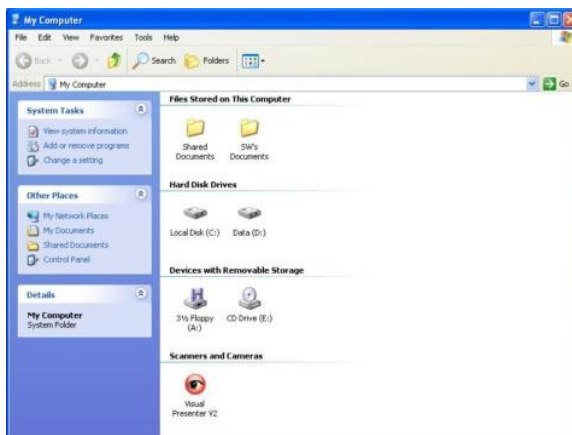 My Computer
File Edit View Favorites Tools Help
Back Search Folders
Address My Computer Go
System Tasks
View system information
Add or remove programs
Change a setting
Other Places
My Network Places
My Documents
Shared Documents
Control Panel
Details
My Computer
System Folder
Files Stored on This Computer
Shared Documents
SW's Documents
Hard Disk Drives
Local Disk (C:) Data (D:)
Devices with Removable Storage
3½ Floppy (A:)
CD Drive (E:)
Scanners and Cameras
Visual
Presenter V2